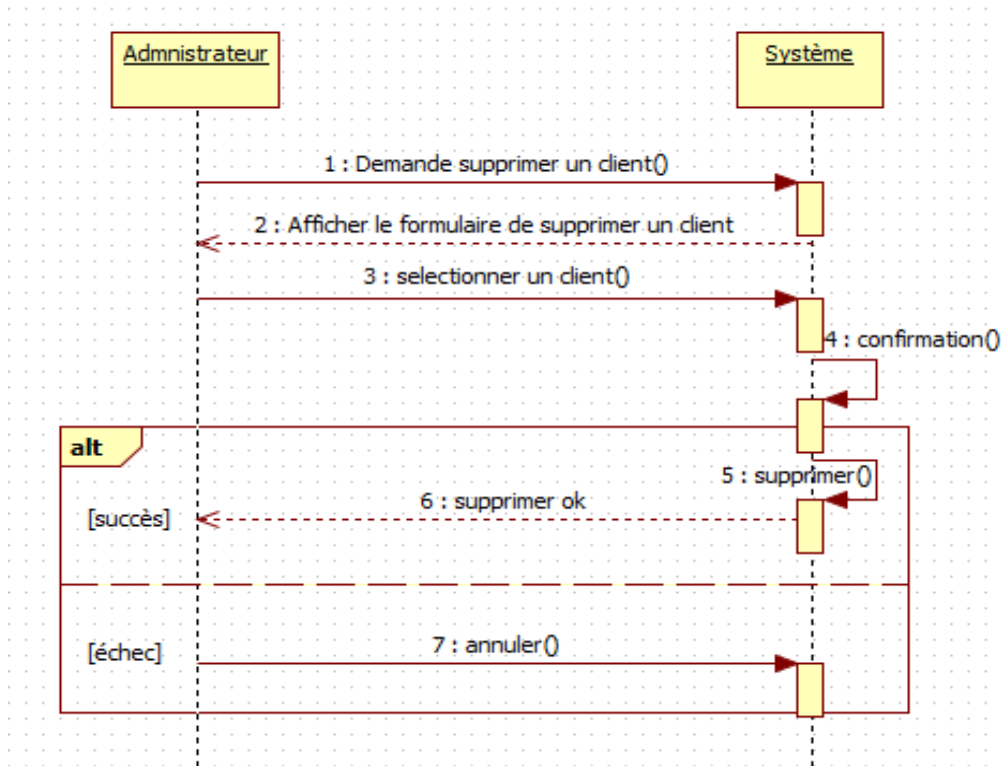 Admnistrateur
Système
1 : Demande supprimer un client()
2 : Afficher le formulaire de supprimer un client
3 : selectionner un client()
4 : confirmation()
alt
5 : supprimer()
6 : supprimer ok
[succès]
7 : annuler()
[échec]